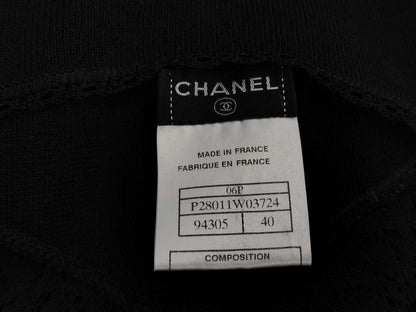 CHANEL
MADE IN FRANCE
FABRIQUE EN FRANCE
06P
P28011W03724
94305 40
COMPOSITION